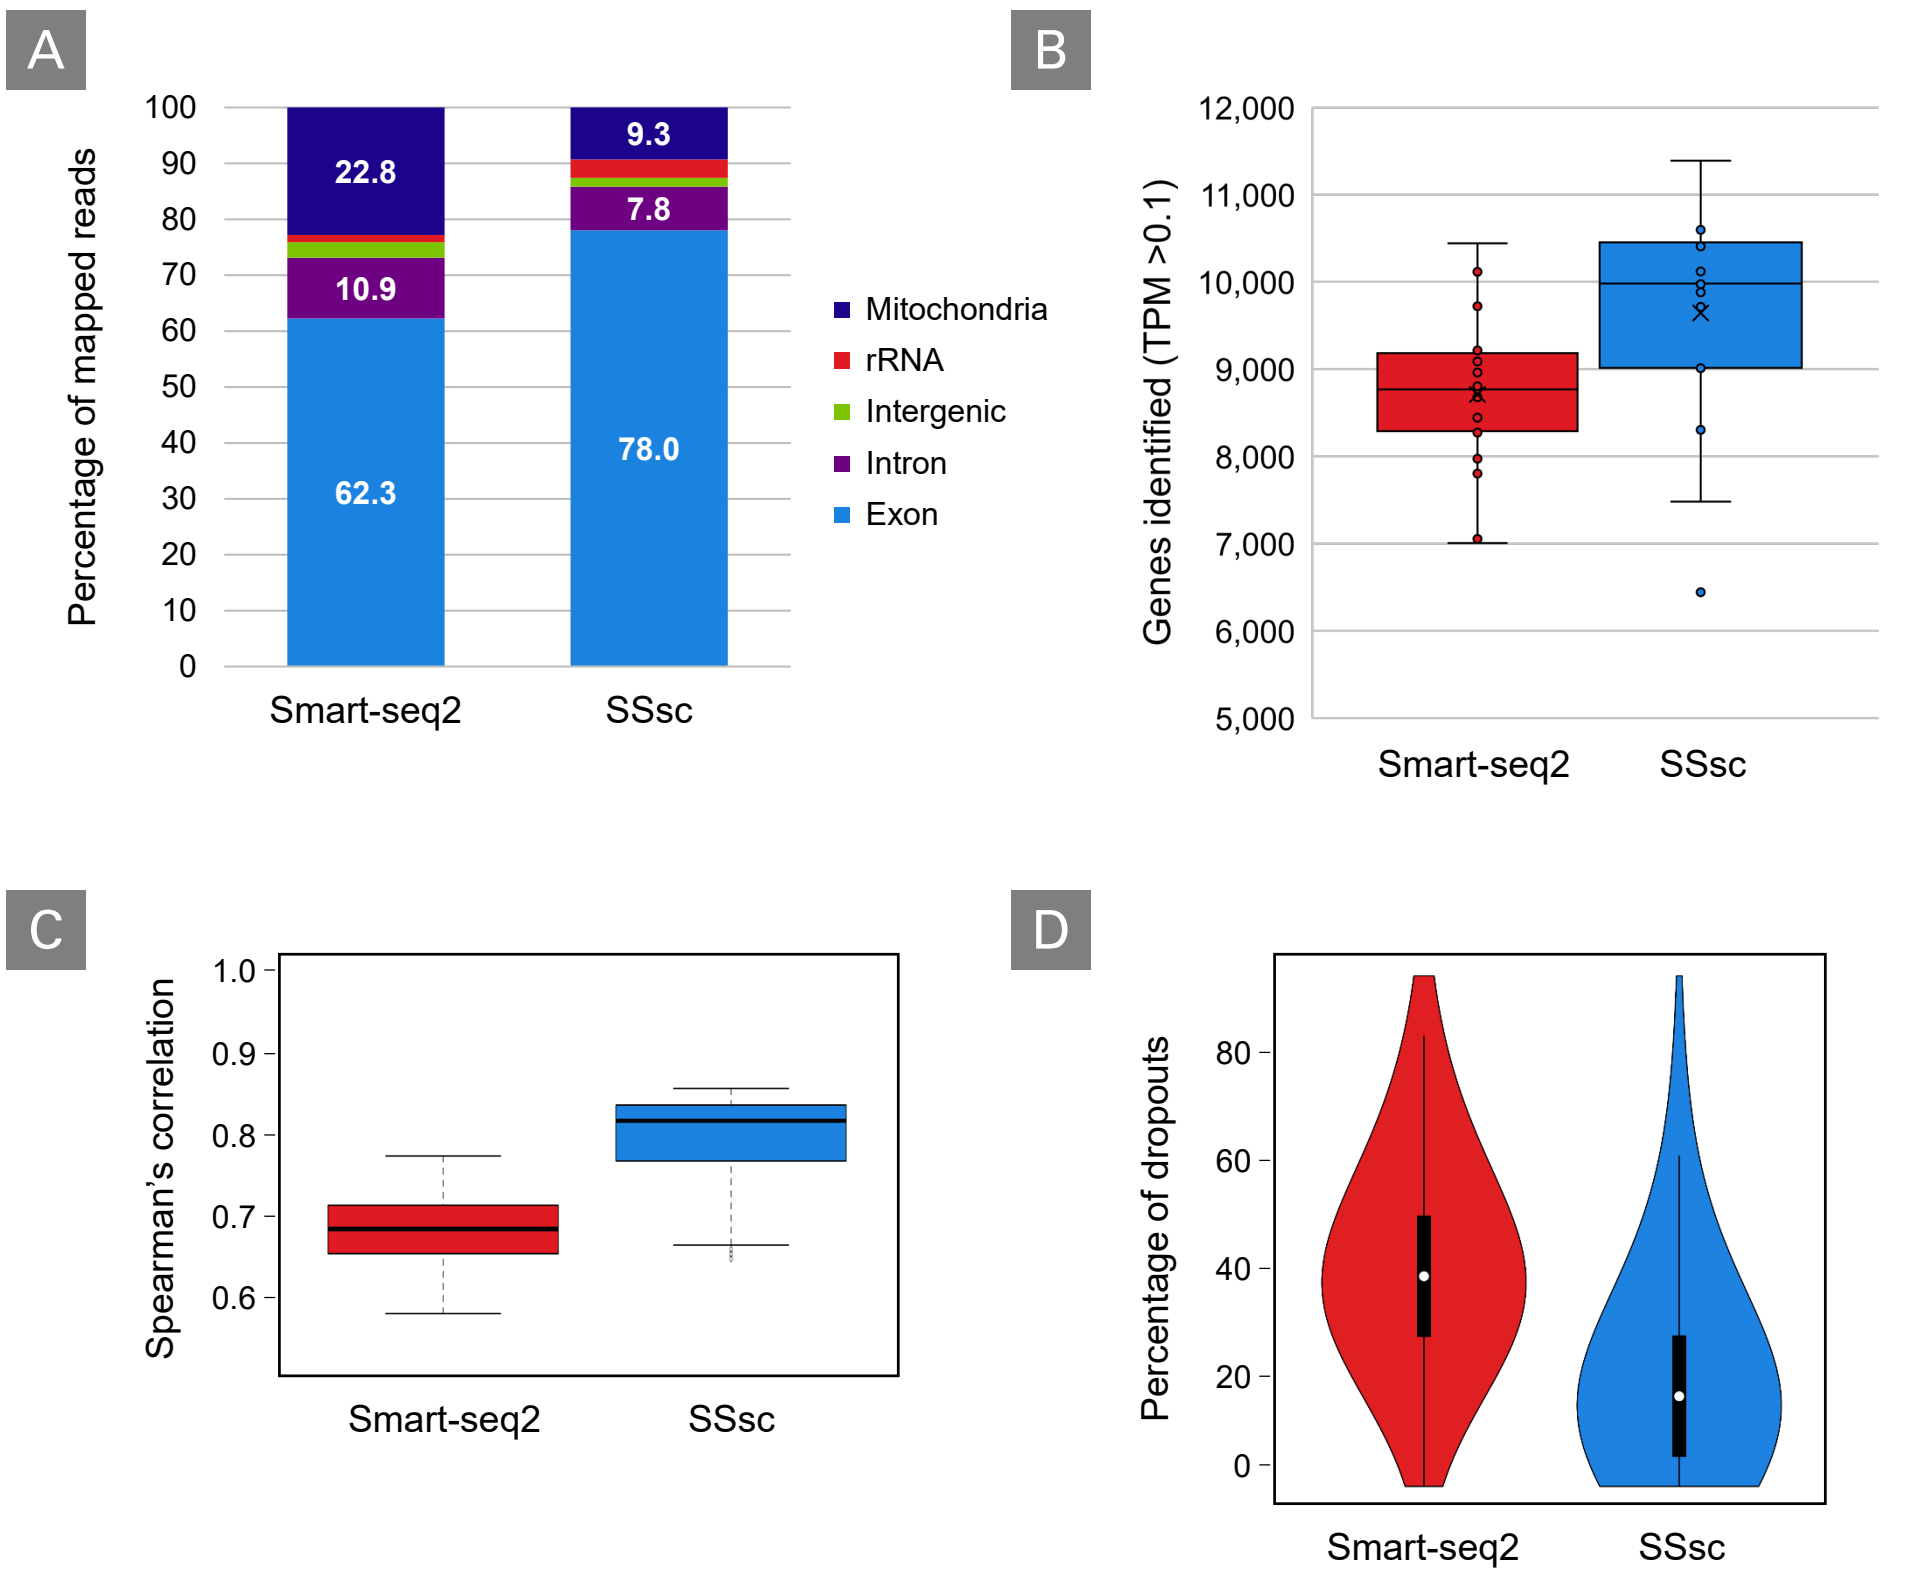 A
Percentage of mapped reads
100
90
80
70
60
50
40
30
20
10
0
22.8
10.9
62.3
9.3
7.8
78.0
Smart-seq2
SSsc
Mitochondria
rRNA
Intergenic
Intron
Exon
B
Genes identified (TPM >0.1)
12,000
11,000
10,000
9,000
8,000
7,000
6,000
5,000
Smart-seq2
SSsc
C
Spearman’s correlation
1.0
0.9
0.8
0.7
0.6
Smart-seq2
SSsc
D
Percentage of dropouts
80
60
40
20
0
Smart-seq2
SSsc